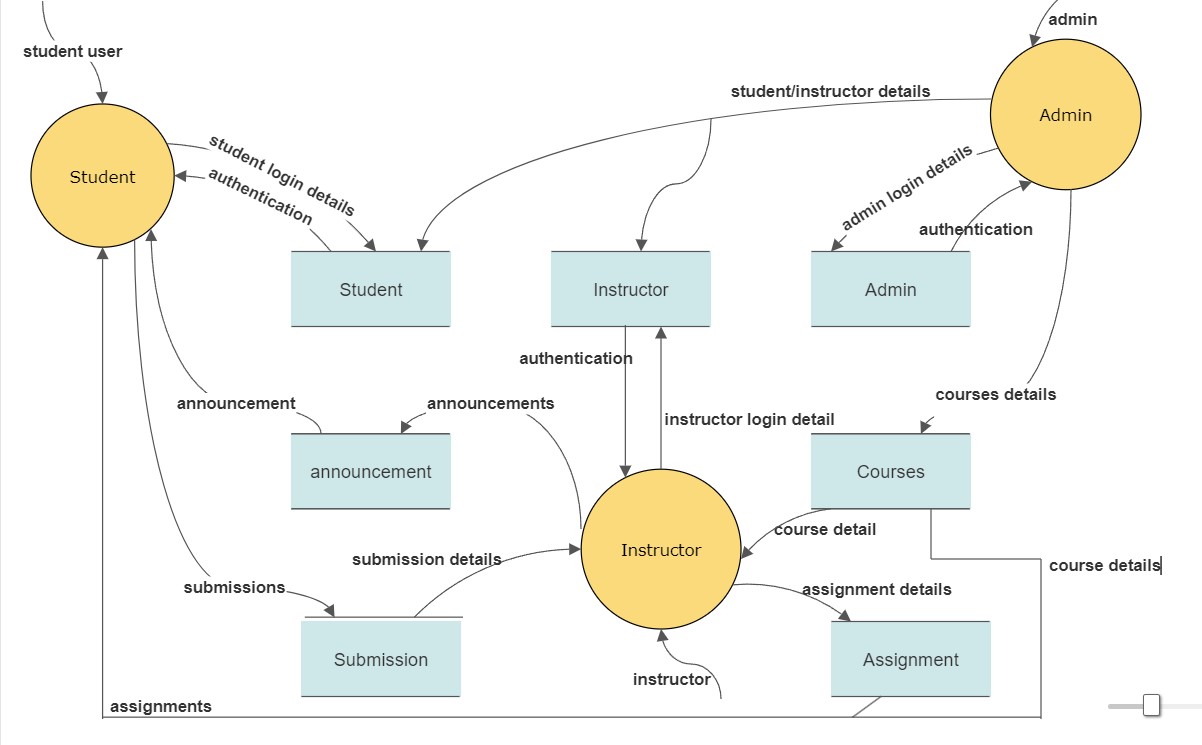 admin
student user
student/instructor details
Admin
student login details
authentication
Student
admin login details
authentication
Student
Instructor
Admin
authentication
courses details
announcement
announcements
instructor login detail
announcement
Courses
course detail
Instructor
submission details
course details
submissions
assignment details
Submission
Assignment
instructor
assignments